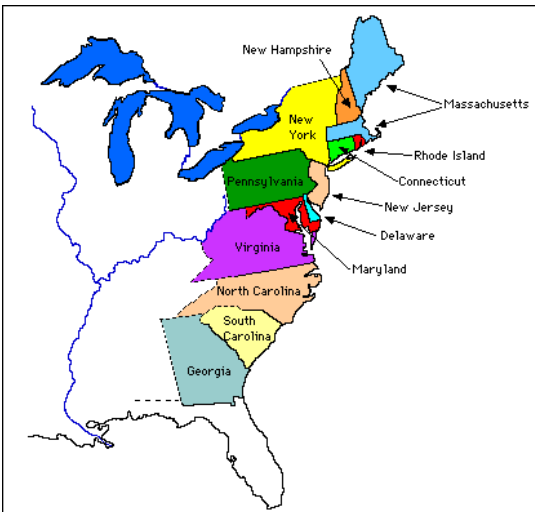 New Hampshire
Massachusetts
New
York
Rhode Island
Connecticut
Pennsylvania
New Jersey
Delaware
Virginia
Maryland
North Carolina
South
Carolina
Georgia